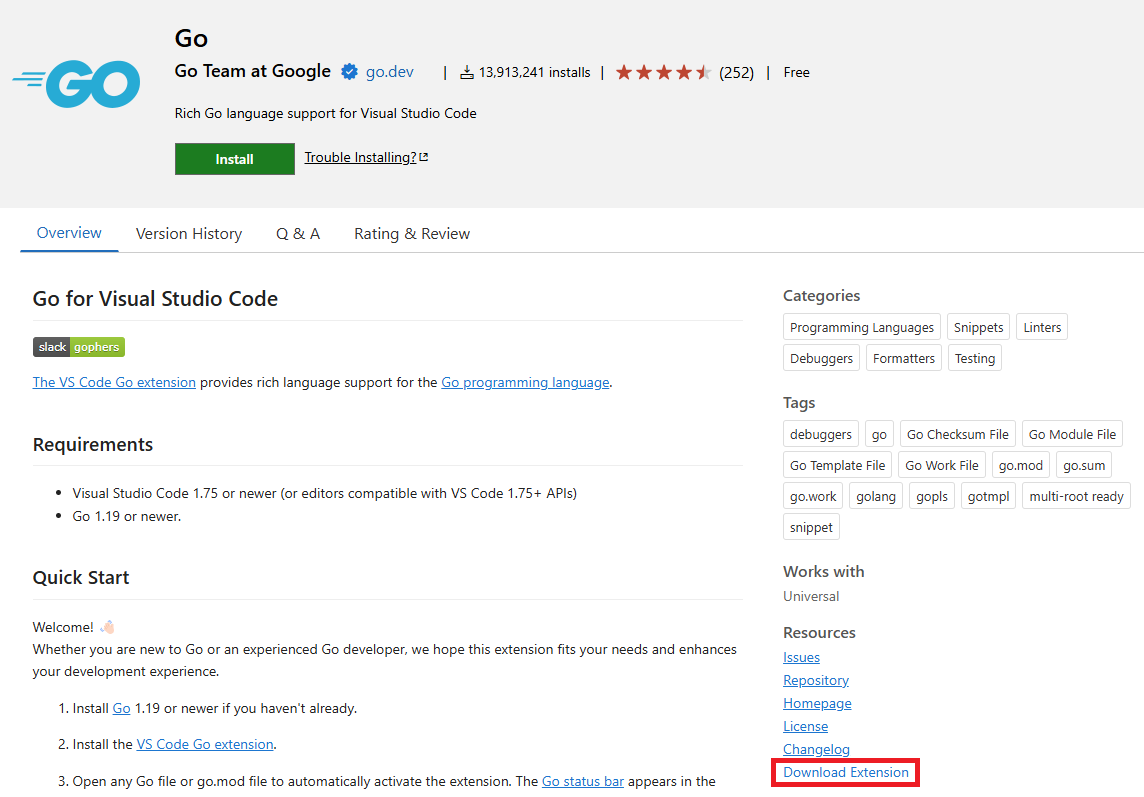 GO
Go
Go Team at Google go.dev | 13,913,241 installs | (252) | Free
Rich Go language support for Visual Studio Code
Install Trouble Installing?
Overview Version History Q & A Rating & Review
Go for Visual Studio Code
slack gophers
The VS Code Go extension provides rich language support for the Go programming language.
Requirements
• Visual Studio Code 1.75 or newer (or editors compatible with VS Code 1.75+ APIs)
• Go 1.19 or newer.
Quick Start
Welcome! 👋🏻
Whether you are new to Go or an experienced Go developer, we hope this extension fits your needs and enhances
your development experience.
1. Install Go 1.19 or newer if you haven't already.
2. Install the VS Code Go extension.
3. Open any Go file or go.mod file to automatically activate the extension. The Go status bar appears in the
Categories
Programming Languages Snippets Linters
Debuggers Formatters Testing
Tags
debuggers go Go Checksum File Go Module File
Go Template File Go Work File go.mod go.sum
go.work golang gopls gotmpl multi-root ready
snippet
Works with
Universal
Resources
Issues
Repository
Homepage
License
Changelog
Download Extension